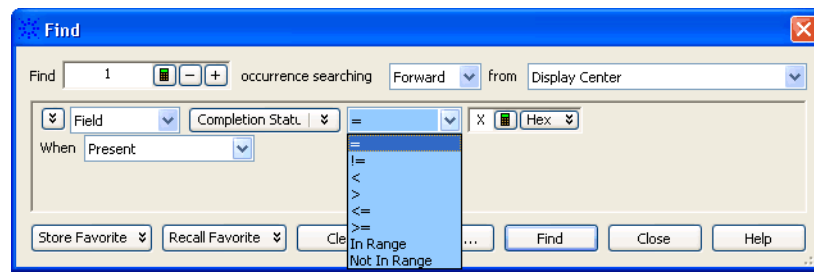 Find
Find 1 - + occurrence searching Forward from Display Center
Field Completion Statu = X Hex
When Present
=
!=
<
>
<=
>=
In Range
Not In Range
Store Favorite Recall Favorite Cle ... Find Close Help